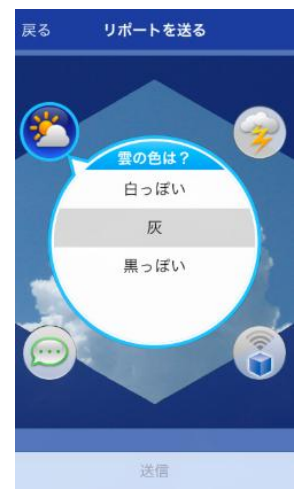 戻る
リポートを送る
雲の色は？
白っぽい
灰
黒っぽい
送信